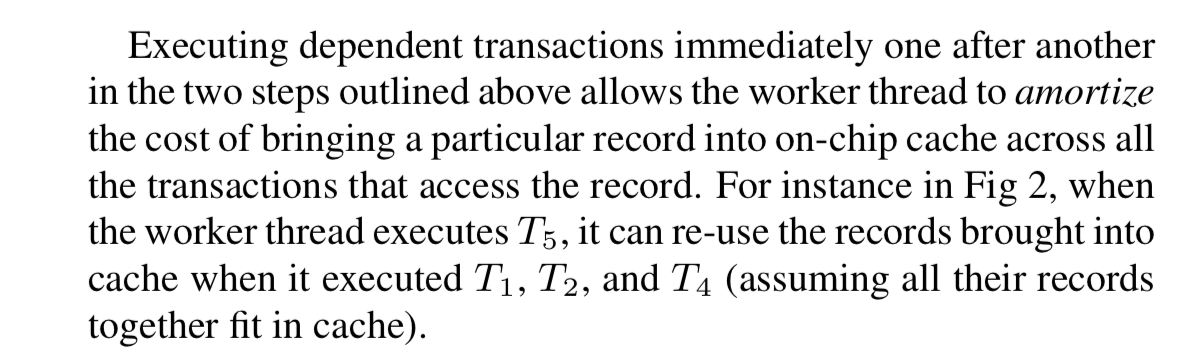 Executing dependent transactions immediately one after another
in the two steps outlined above allows the worker thread to amortize
the cost of bringing a particular record into on-chip cache across all
the transactions that access the record. For instance in Fig 2, when
the worker thread executes T₅, it can re-use the records brought into
cache when it executed T₁, T₂, and T₄ (assuming all their records
together fit in cache).